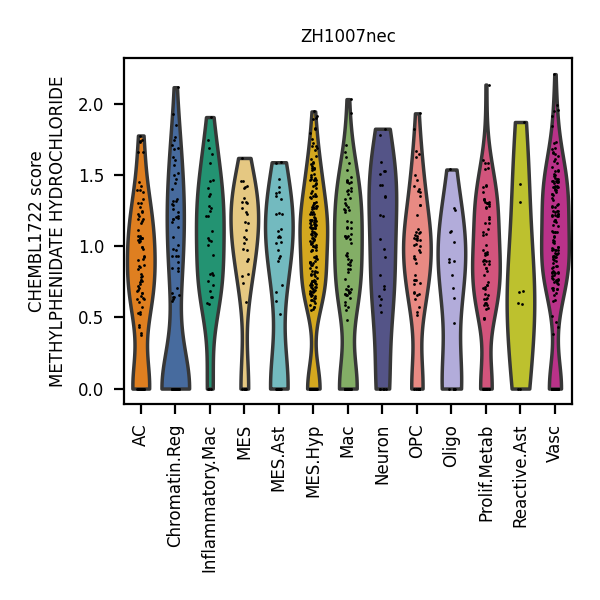 ZH1007nec
CHEMBL1722 score
METHYLPHENIDATE HYDROCHLORIDE
2.0
1.5
1.0
0.5
0.0
AC
Chromatin.Reg
Inflammatory.Mac
MES
MES.Ast
MES.Hyp
Mac
Neuron
OPC
Oligo
Prolif.Metab
Reactive.Ast
Vasc